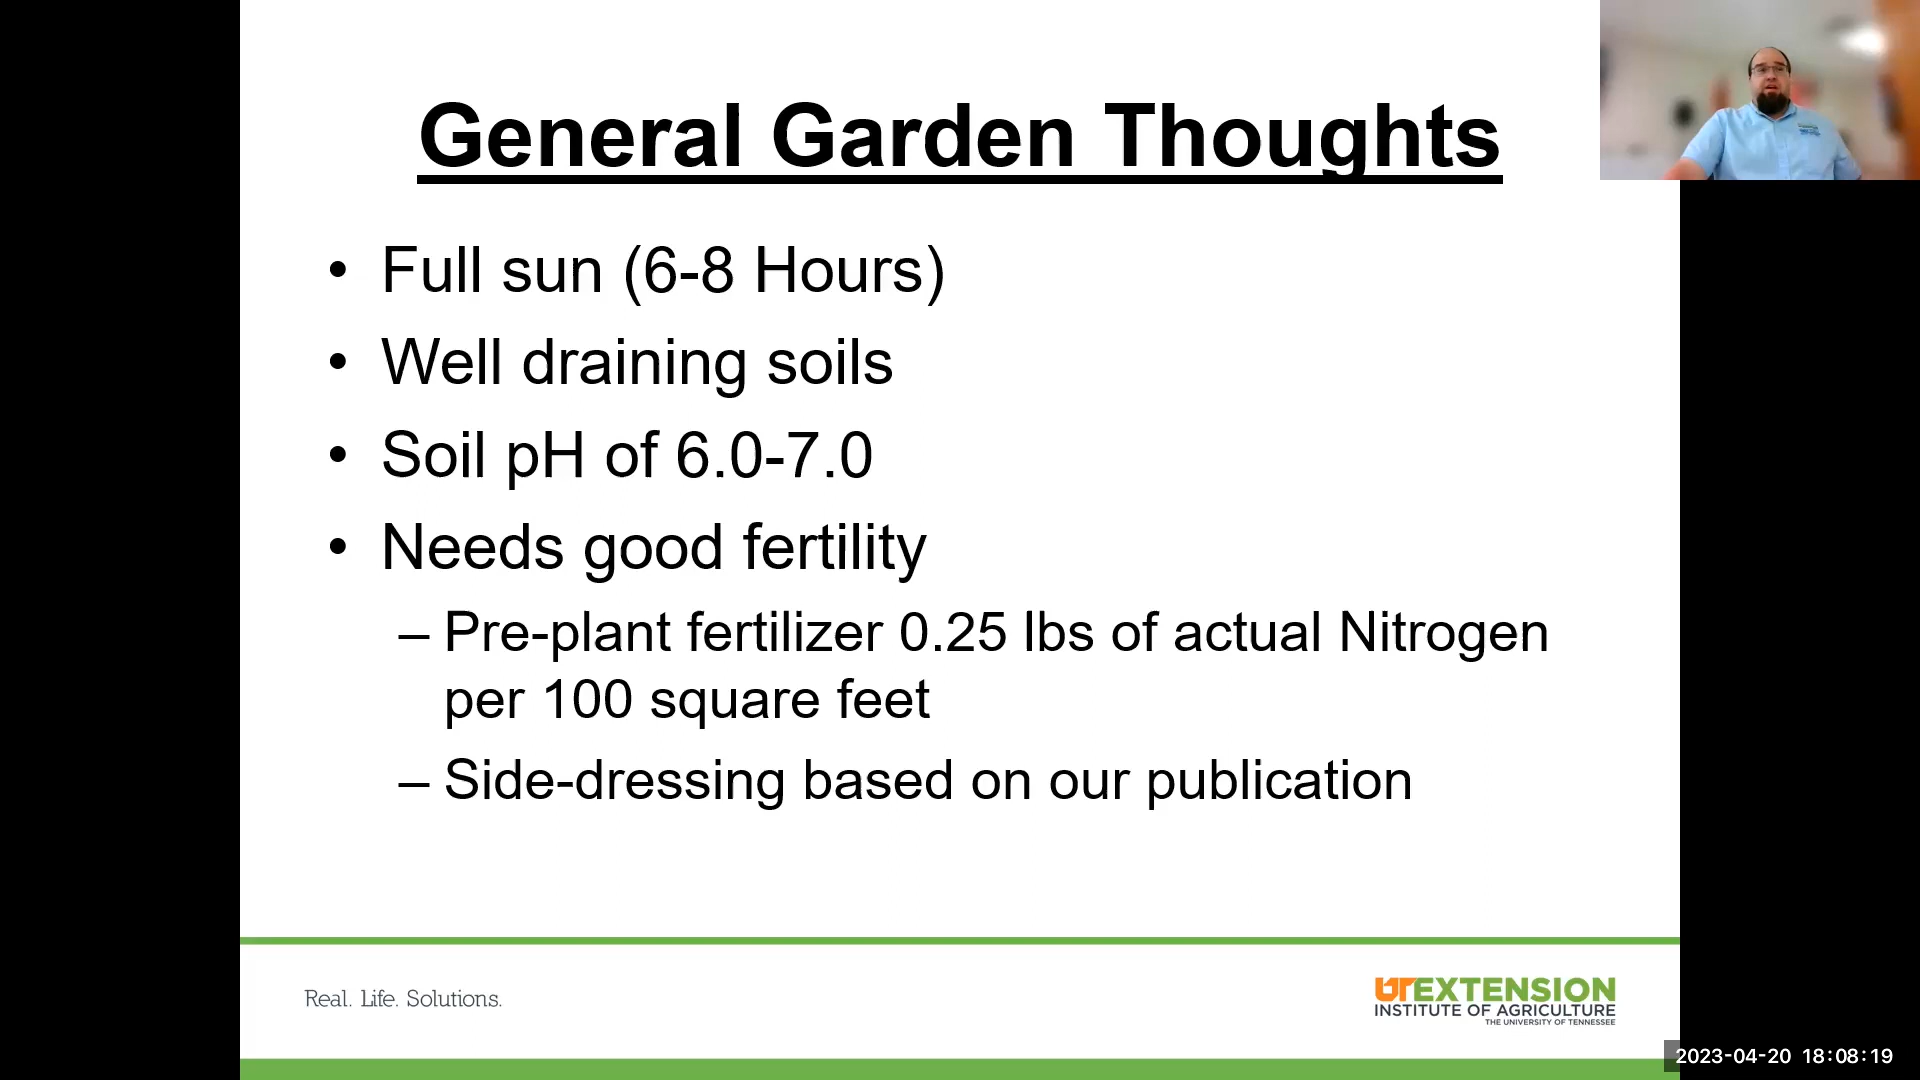 General Garden Thoughts
• Full sun (6-8 Hours)
• Well draining soils
• Soil pH of 6.0-7.0
• Needs good fertility
– Pre-plant fertilizer 0.25 lbs of actual Nitrogen
per 100 square feet
– Side-dressing based on our publication
Real. Life. Solutions.
UTEXTENSION
INSTITUTE OF AGRICULTURE
THE UNIVERSITY OF TENNESSEE
2023-04-20 18:08:19